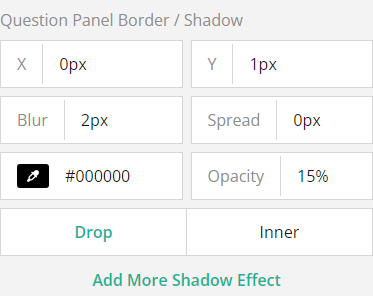 Question Panel Border / Shadow
X 0px Y 1px
Blur 2px Spread 0px
#000000 Opacity 15%
Drop Inner
Add More Shadow Effect